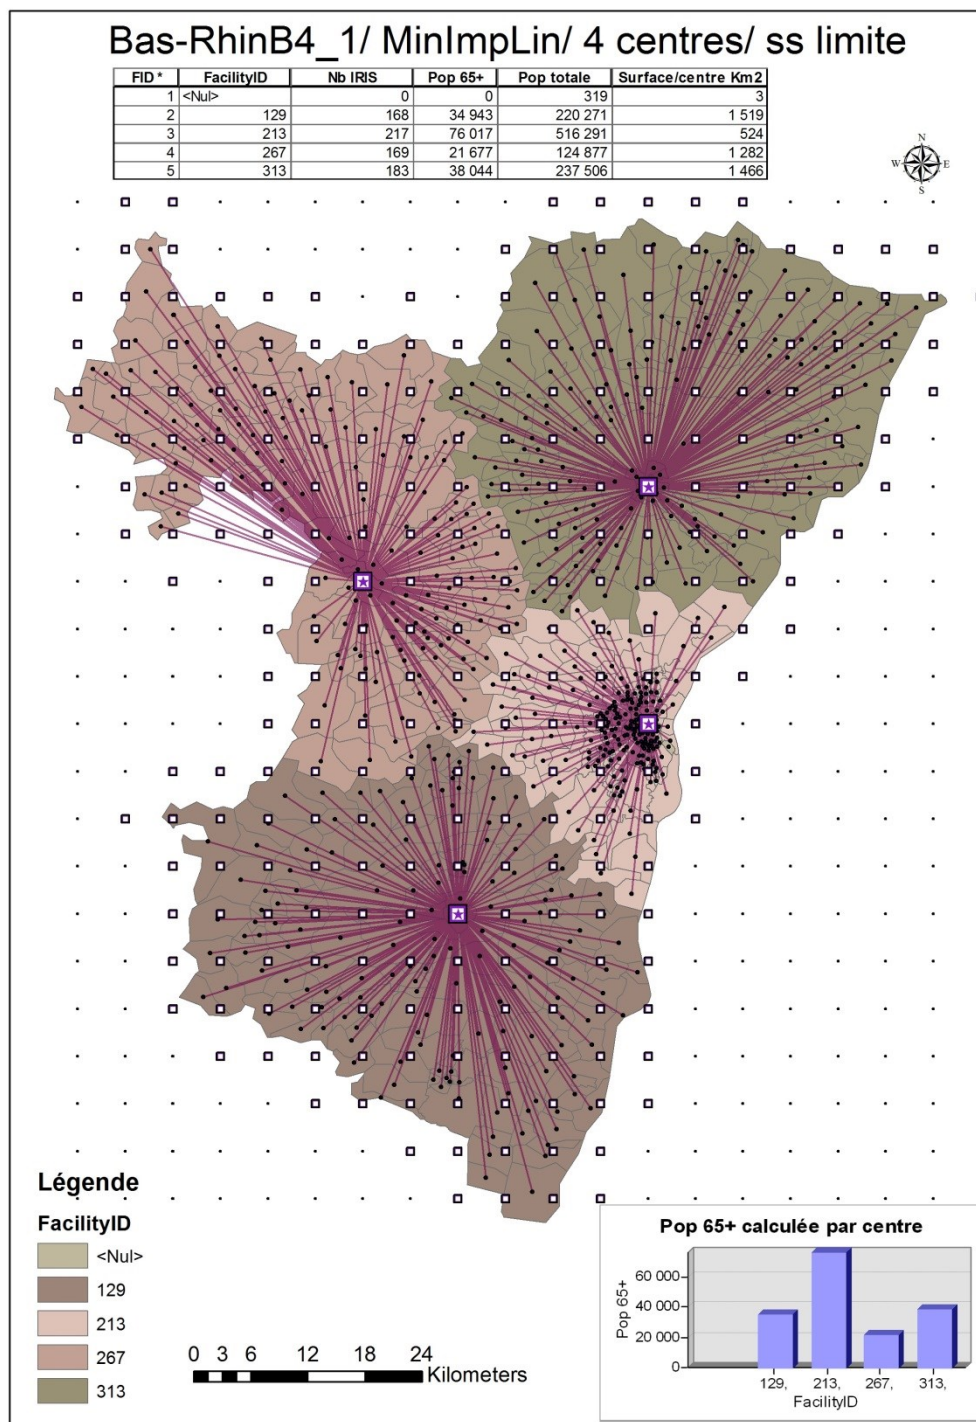 Bas-RhinB4_1/ MinImpLin/ 4 centres/ ss limite
FID * FacilityID Nb IRIS Pop 65+ Pop totale Surface/centre Km2
1 <Nul> 0 0 319 3
2 129 168 34 943 220 271 1 519
3 213 217 76 017 516 291 524
4 267 169 21 677 124 877 1 282
5 313 183 38 044 237 506 1 466
N
W E
S
Légende
FacilityID
<Nul>
129
213
267
313
0 3 6 12 18 24
Kilometers
Pop 65+ calculée par centre
Pop 65+
60 000
40 000
20 000
0
129, 213, 267, 313,
FacilityID